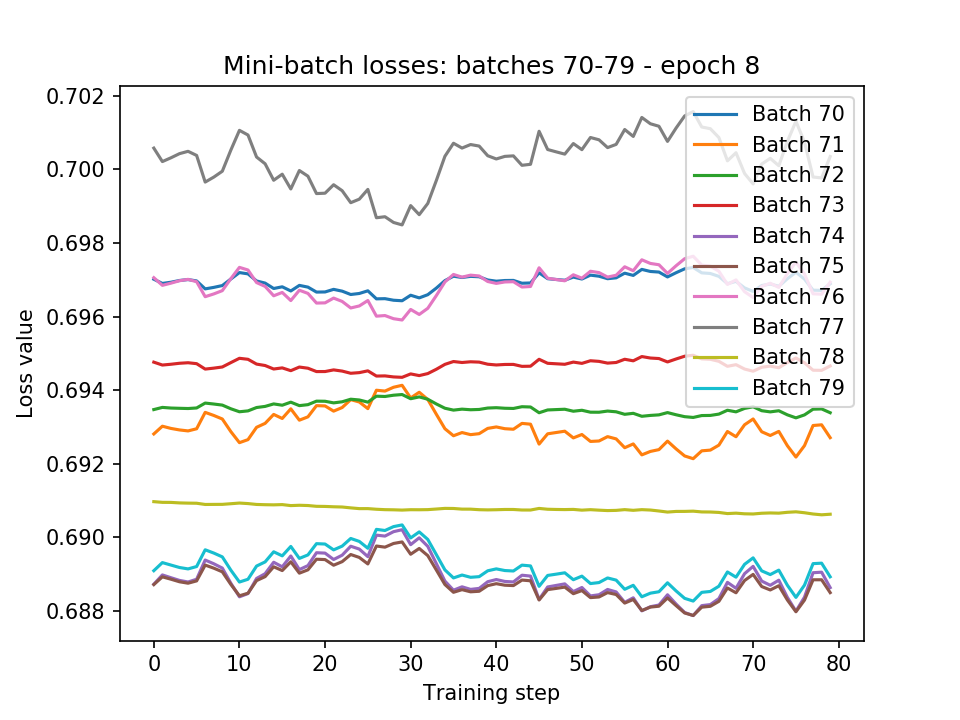 Mini-batch losses: batches 70-79 - epoch 8
Loss value
0.702
0.700
0.698
0.696
0.694
0.692
0.690
0.688
Batch 70
Batch 71
Batch 72
Batch 73
Batch 74
Batch 75
Batch 76
Batch 77
Batch 78
Batch 79
0 10 20 30 40 50 60 70 80
Training step